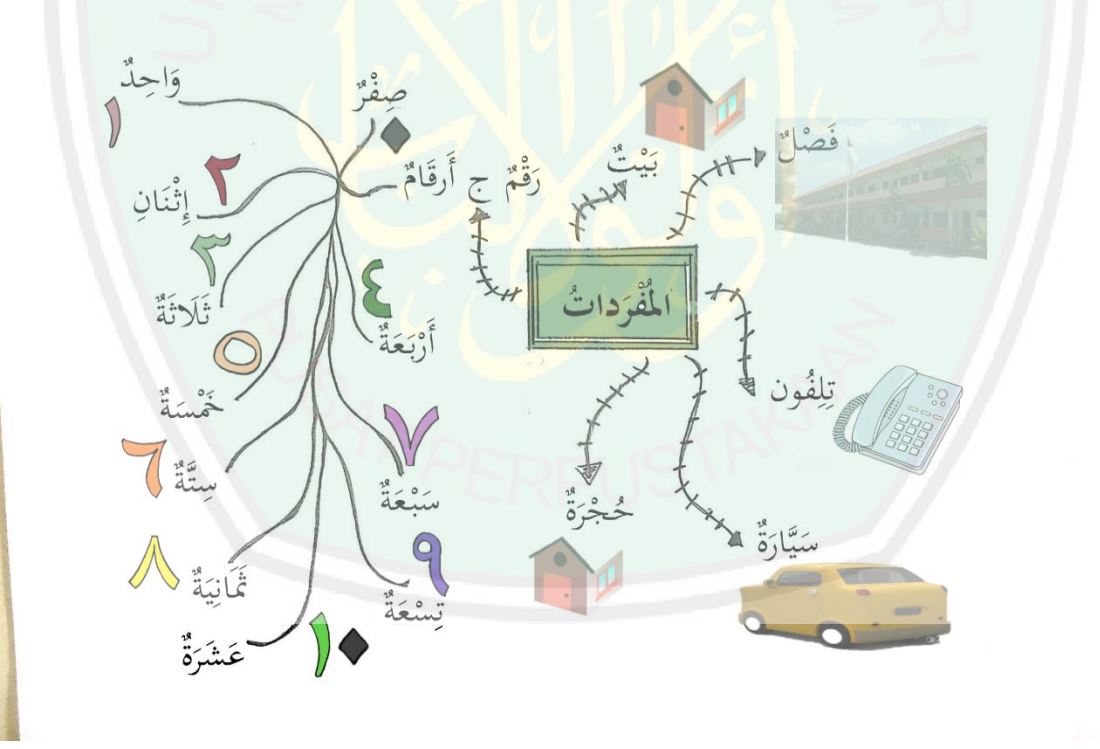 صِفْرٌ
٠
وَاحِدٌ
١
٢
إِثْنَانِ
٣
ثَلَاثَةٌ
٤
أَرْبَعَةٌ
٥
خَمْسَةٌ
٦
سِتَّةٌ
٧
سَبْعَةٌ
٨
ثَمَانِيَةٌ
٩
تِسْعَةٌ
١٠
عَشَرَةٌ
رَقْمٌ ج أَرقَامٌ
بَيْتٌ
فَصْلٌ
المُفْرَدَاتُ
تِلِفُون
حُجْرَةٌ
سَيَّارَةٌ